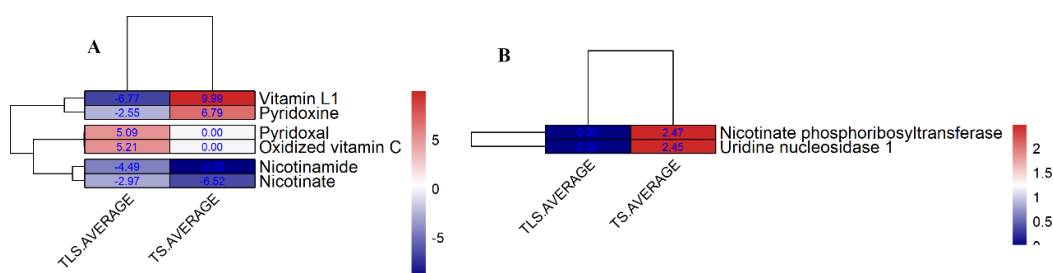 A
-6.77 9.99 Vitamin L1
-2.55 6.79 Pyridoxine
5.09 0.00 Pyridoxal
5.21 0.00 Oxidized vitamin C
-4.49 Nicotinamide
-2.97 -6.52 Nicotinate
TLS.AVERAGE
TS.AVERAGE
5
0
-5
B
0.00 2.47 Nicotinate phosphoribosyltransferase
0.00 2.45 Uridine nucleosidase 1
TLS.AVERAGE
TS.AVERAGE
2
1.5
1
0.5